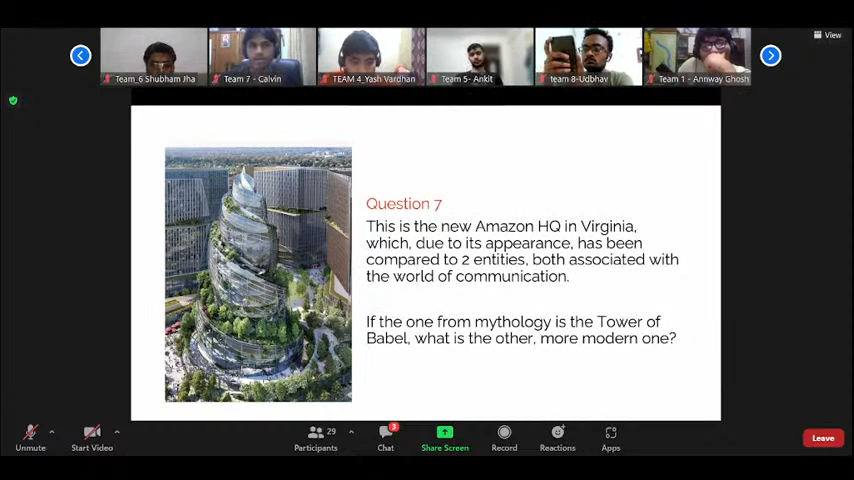 View
Team_6 Shubham Jha
Team 7 - Calvin
TEAM 4_Yash Vardhan
Team 5- Ankit
team 8-Udbhav
Team 1 - Annway Ghosh
Question 7
This is the new Amazon HQ in Virginia,
which, due to its appearance, has been
compared to 2 entities, both associated with
the world of communication.
If the one from mythology is the Tower of
Babel, what is the other, more modern one?
Unmute
Start Video
29
Participants
3
Chat
Share Screen
Record
Reactions
Apps
Leave